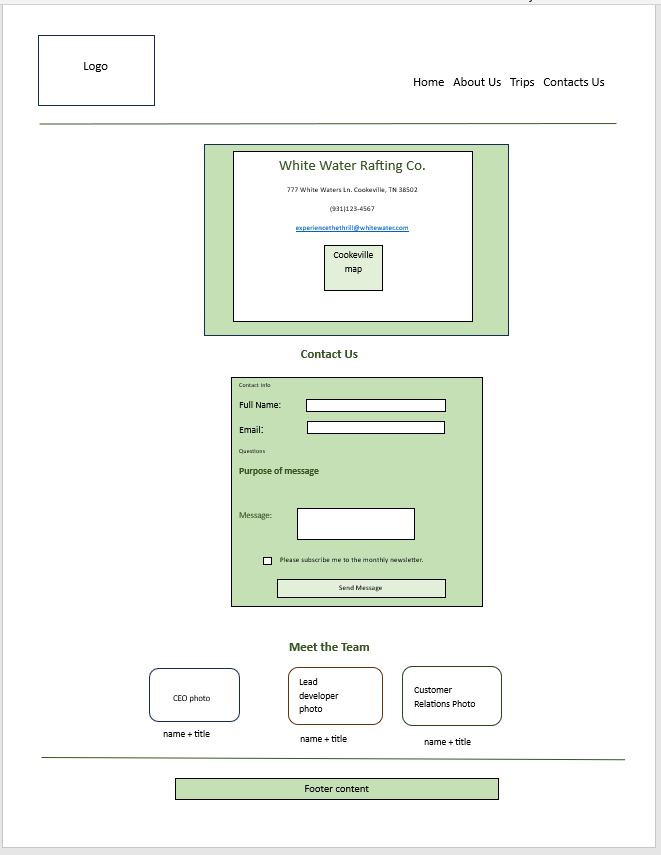 Logo
Home About Us Trips Contacts Us
White Water Rafting Co.
777 White Waters Ln. Cookeville, TN 38502
(931)123-4567
experiencethethrill@whitewater.com
Cookeville
map
Contact Us
Contact Info
Full Name:
Email:
Questions
Purpose of message
Message:
Please subscribe me to the monthly newsletter.
Send Message
Meet the Team
CEO photo
Lead
developer
photo
Customer
Relations Photo
name + title
name + title
name + title
Footer content